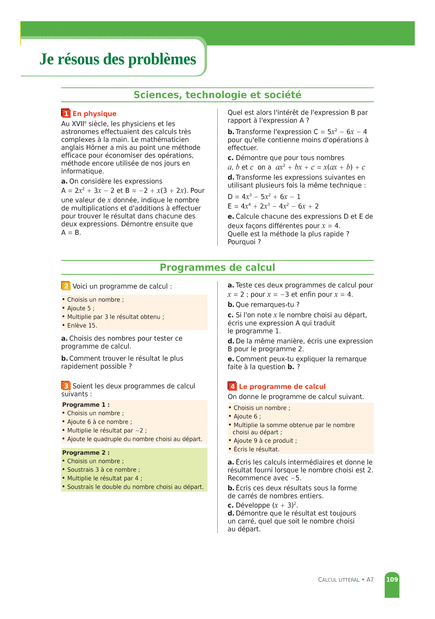 Je résous des problèmes
Sciences, technologie et société
1 En physique
Au XVIIe siècle, les physiciens et les
astronomes effectuaient des calculs très
complexes à la main. Le mathématicien
anglais Hörner a mis au point une méthode
efficace pour économiser des opérations,
méthode encore utilisée de nos jours en
informatique.
a. On considère les expressions
A = 2x² + 3x − 2 et B = −2 + x(3 + 2x). Pour
une valeur de x donnée, indique le nombre
de multiplications et d'additions à effectuer
pour trouver le résultat dans chacune des
deux expressions. Démontre ensuite que
A = B.
Quel est alors l'intérêt de l'expression B par
rapport à l'expression A ?
b. Transforme l'expression C = 5x² − 6x − 4
pour qu'elle contienne moins d'opérations à
effectuer.
c. Démontre que pour tous nombres
a, b et c on a ax² + bx + c = x(ax + b) + c
d. Transforme les expressions suivantes en
utilisant plusieurs fois la même technique :
D = 4x³ − 5x² + 6x − 1
E = 4x⁴ + 2x³ − 4x² − 6x + 2
e. Calcule chacune des expressions D et E de
deux façons différentes pour x = 4.
Quelle est la méthode la plus rapide ?
Pourquoi ?
Programmes de calcul
2 Voici un programme de calcul :
• Choisis un nombre ;
• Ajoute 5 ;
• Multiplie par 3 le résultat obtenu ;
• Enlève 15.
a. Choisis des nombres pour tester ce
programme de calcul.
b. Comment trouver le résultat le plus
rapidement possible ?
3 Soient les deux programmes de calcul
suivants :
Programme 1 :
• Choisis un nombre ;
• Ajoute 6 à ce nombre ;
• Multiplie le résultat par −2 ;
• Ajoute le quadruple du nombre choisi au départ.
Programme 2 :
• Choisis un nombre ;
• Soustrais 3 à ce nombre ;
• Multiplie le résultat par 4 ;
• Soustrais le double du nombre choisi au départ.
a. Teste ces deux programmes de calcul pour
x = 2 ; pour x = −3 et enfin pour x = 4.
b. Que remarques-tu ?
c. Si l'on note x le nombre choisi au départ,
écris une expression A qui traduit
le programme 1.
d. De la même manière, écris une expression
B pour le programme 2.
e. Comment peux-tu expliquer la remarque
faite à la question b. ?
4 Le programme de calcul
On donne le programme de calcul suivant.
• Choisis un nombre ;
• Ajoute 6 ;
• Multiplie la somme obtenue par le nombre
choisi au départ ;
• Ajoute 9 à ce produit ;
• Écris le résultat.
a. Écris les calculs intermédiaires et donne le
résultat fourni lorsque le nombre choisi est 2.
Recommence avec −5.
b. Écris ces deux résultats sous la forme
de carrés de nombres entiers.
c. Développe (x + 3)².
d. Démontre que le résultat est toujours
un carré, quel que soit le nombre choisi
au départ.
CALCUL LITTÉRAL • A7 109